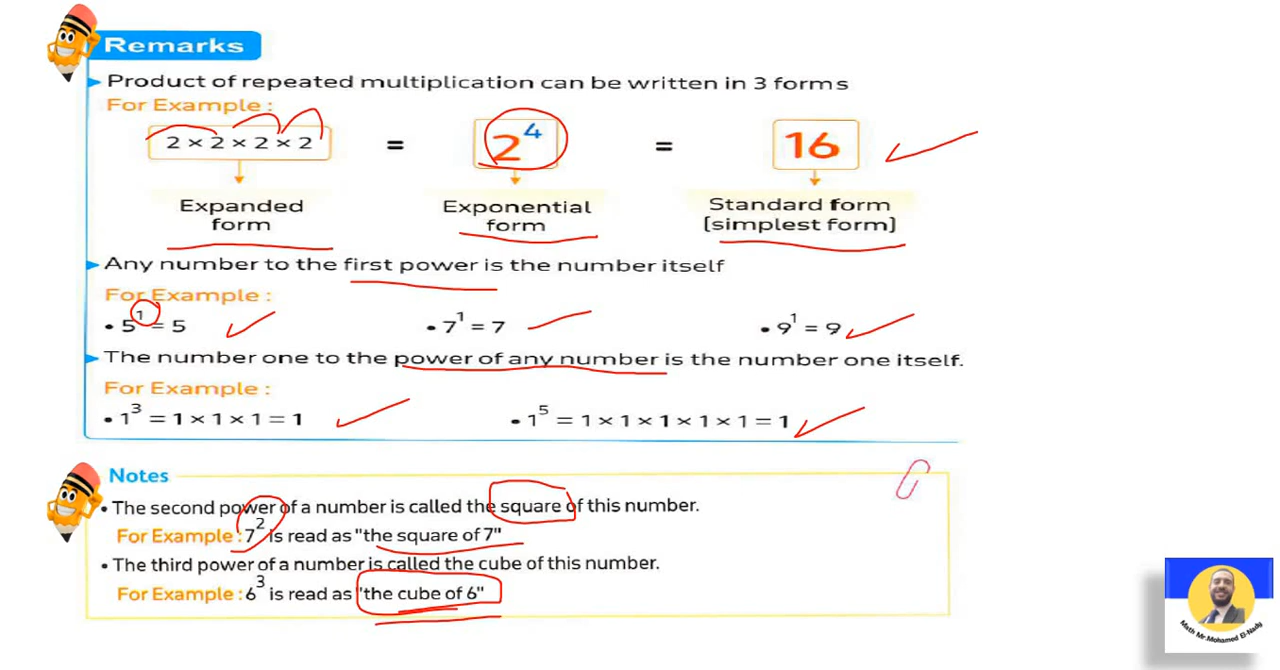 Remarks
Product of repeated multiplication can be written in 3 forms
For Example :
2 × 2 × 2 × 2 = 2⁴ = 16
Expanded form
Exponential form
Standard form [simplest form]
Any number to the first power is the number itself
For Example :
• 5¹ = 5 • 7¹ = 7 • 9¹ = 9
The number one to the power of any number is the number one itself.
For Example :
• 1³ = 1 × 1 × 1 = 1 • 1⁵ = 1 × 1 × 1 × 1 × 1 = 1
Notes
• The second power of a number is called the square of this number.
For Example : 7² is read as "the square of 7"
• The third power of a number is called the cube of this number.
For Example : 6³ is read as "the cube of 6"
Math Mr.Mohamed El-Nady